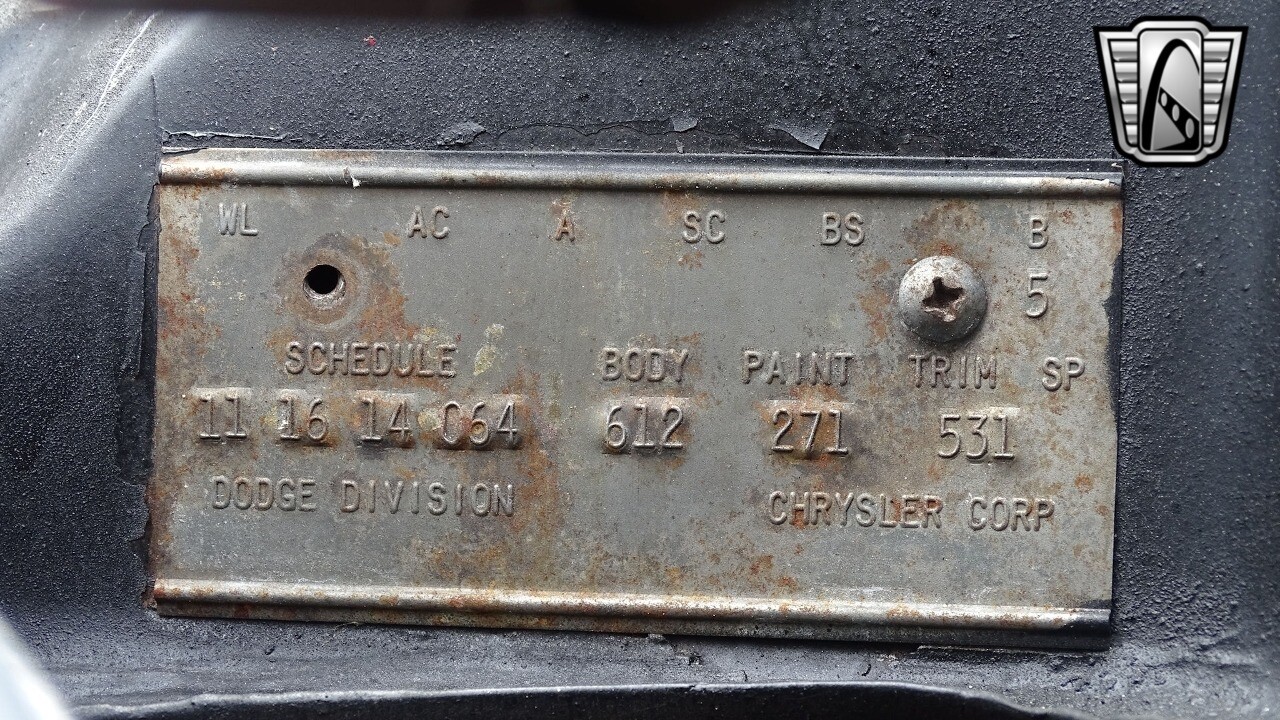 WL AC A SC BS B
5
SCHEDULE BODY PAINT TRIM SP
11 16 14 064 612 271 531
DODGE DIVISION CHRYSLER CORP